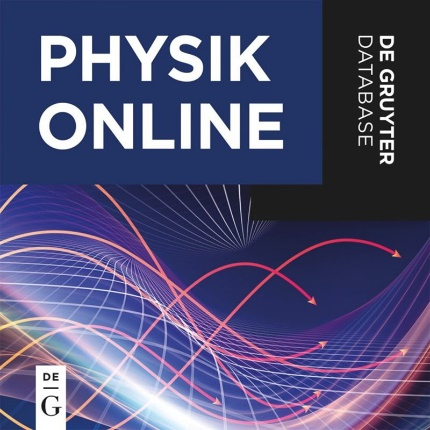 PHYSIK
ONLINE
DE GRUYTER
DATABASE
DE
G